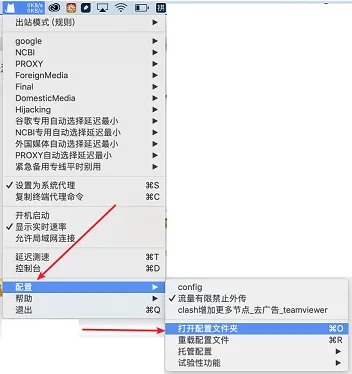 0KB/s
0KB/s
拼
出站模式 (规则)
google
NCBI
PROXY
ForeignMedia
Final
DomesticMedia
Hijacking
谷歌专用自动选择延迟最小
NCBI专用自动选择延迟最小
外国媒体自动选择延迟最小
PROXY自动选择延迟最小
紧急备用专线平时别用
✓ 设置为系统代理 ⌘S
复制终端代理命令 ⌘C
开机启动
✓ 显示实时速率
允许局域网连接
延迟测速 ⌘T
控制台 ⌘D
配置
帮助
退出 ⌘Q
config
✓ 流量有限禁止外传
clash增加更多节点_去广告_teamviewer
打开配置文件夹 ⌘O
重载配置文件 ⌘R
托管配置
试验性功能